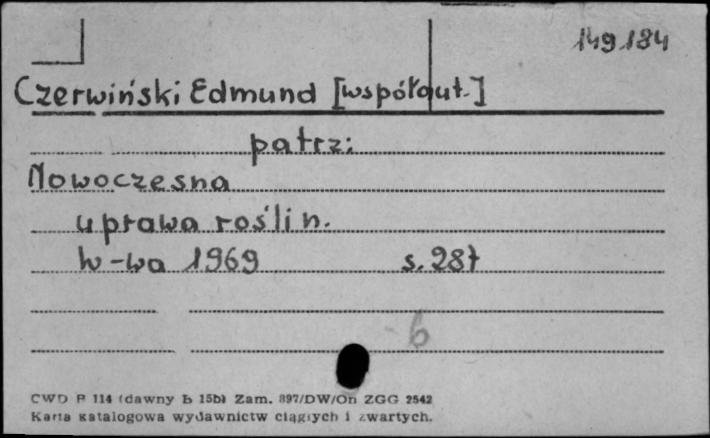 149.184
Czerwiński Edmund [współaut.]
patrz:
Nowoczesna
uprawa roślin.
W-wa 1969 s. 287
6
CWD P 114 (dawny b 15b) Zam. 897/DW/On ZGG 2542
Karta katalogowa wydawnictw ciągłych i zwartych.